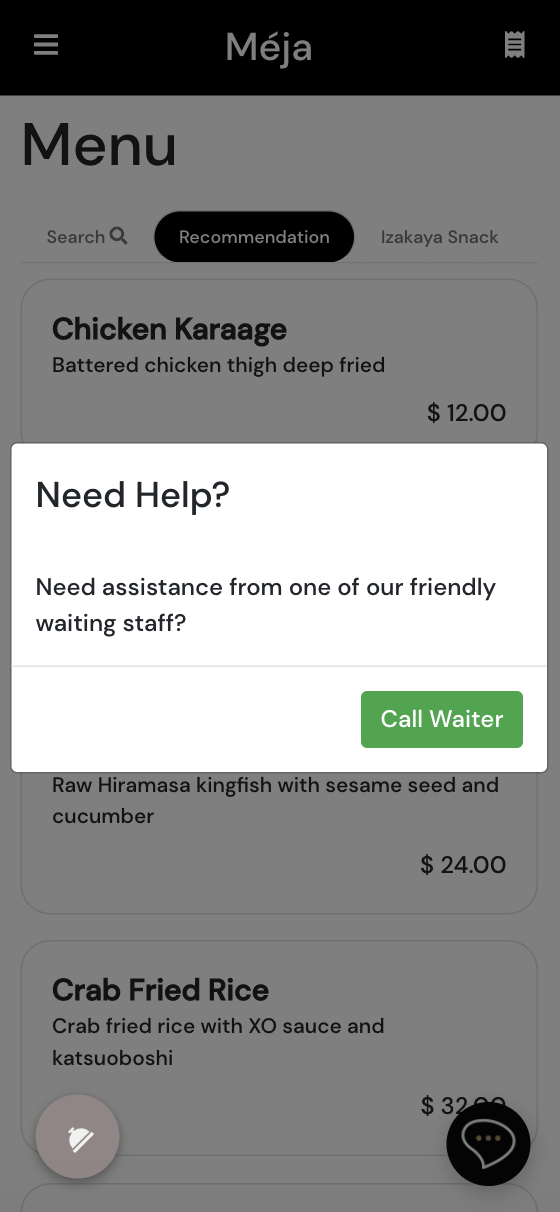 Méja
Menu
Search
Recommendation
Izakaya Snack
Chicken Karaage
Battered chicken thigh deep fried
$ 12.00
Need Help?
Need assistance from one of our friendly
waiting staff?
Call Waiter
Raw Hiramasa kingfish with sesame seed and
cucumber
$ 24.00
Crab Fried Rice
Crab fried rice with XO sauce and
katsuoboshi
$ 32.00